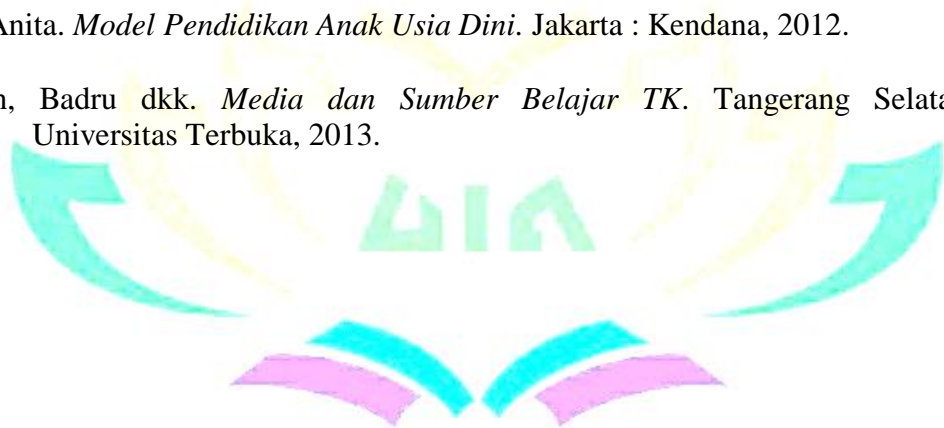 Anita. Model Pendidikan Anak Usia Dini. Jakarta : Kendana, 2012.
Badru dkk. Media dan Sumber Belajar TK. Tangerang
Universitas Terbuka, 2013.